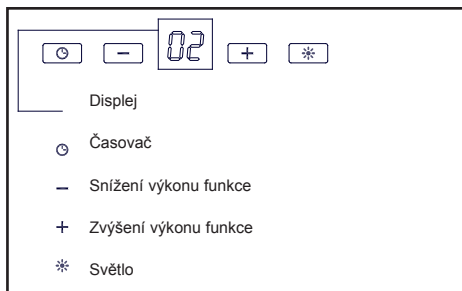 02
Displej
Časovač
Snížení výkonu funkce
Zvýšení výkonu funkce
Světlo